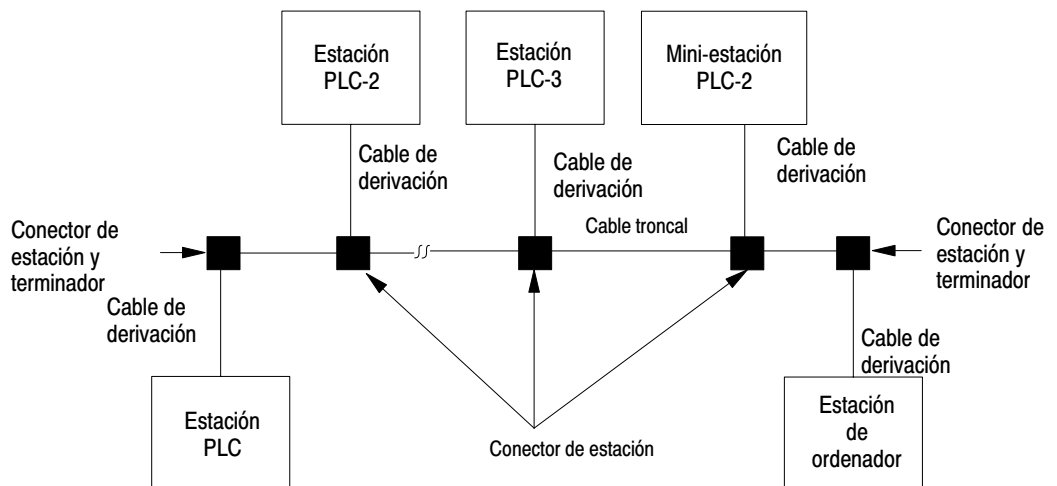 Estación
PLC-2
Estación
PLC-3
Mini-estación
PLC-2
Cable de
derivación
Cable de
derivación
Cable de
derivación
Conector de
estación y
terminador
Cable troncal
Conector de
estación y
terminador
Cable de
derivación
Cable de
derivación
Estación
PLC
Conector de estación
Estación
de
ordenador